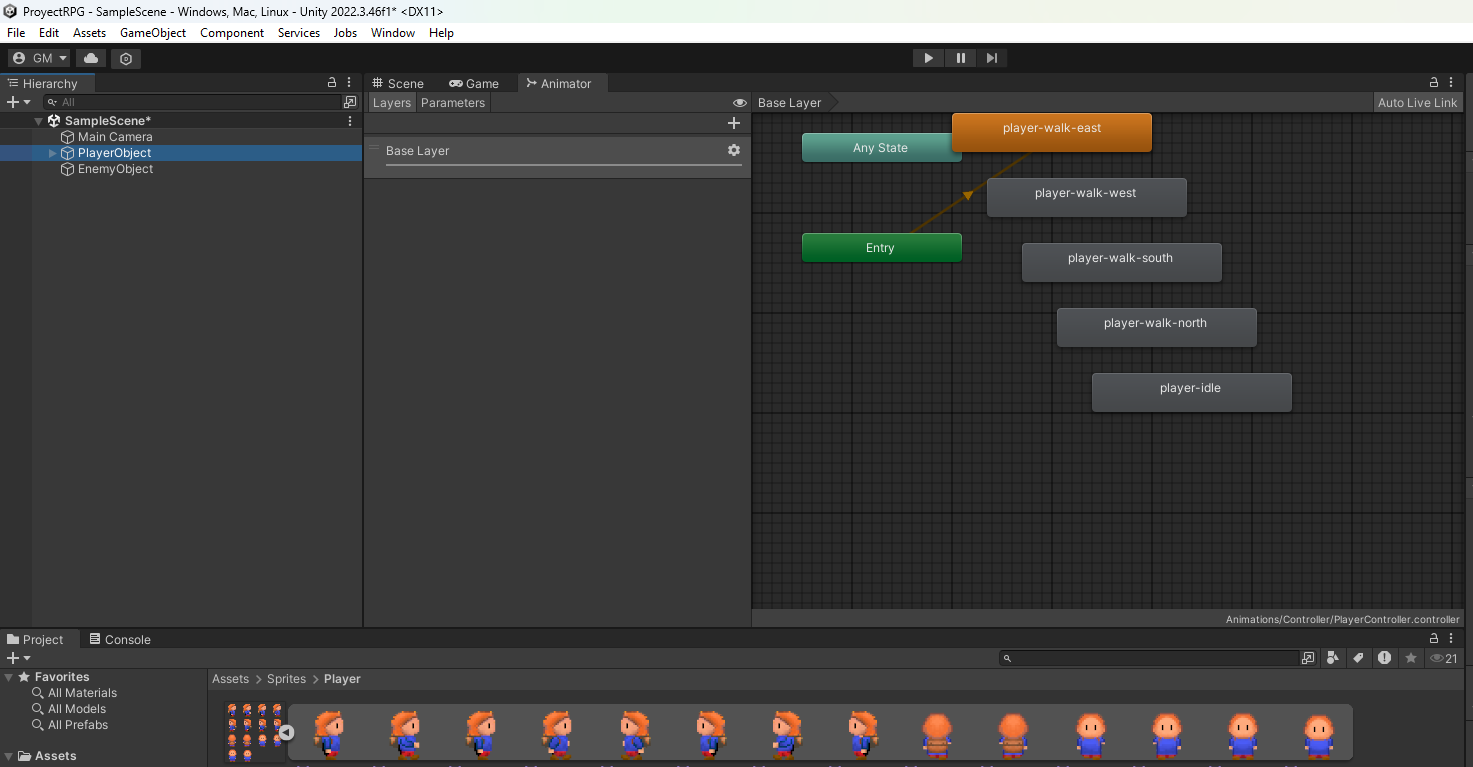 ProyectRPG - SampleScene - Windows, Mac, Linux - Unity 2022.3.46f1* <DX11>
File Edit Assets GameObject Component Services Jobs Window Help
GM
Hierarchy
All
SampleScene*
Main Camera
PlayerObject
EnemyObject
Scene Game Animator
Layers Parameters
Base Layer
Base Layer
Auto Live Link
player-walk-east
Any State
player-walk-west
Entry
player-walk-south
player-walk-north
player-idle
Animations/Controller/PlayerController.controller
Project Console
21
Favorites
All Materials
All Models
All Prefabs
Assets
Assets > Sprites > Player